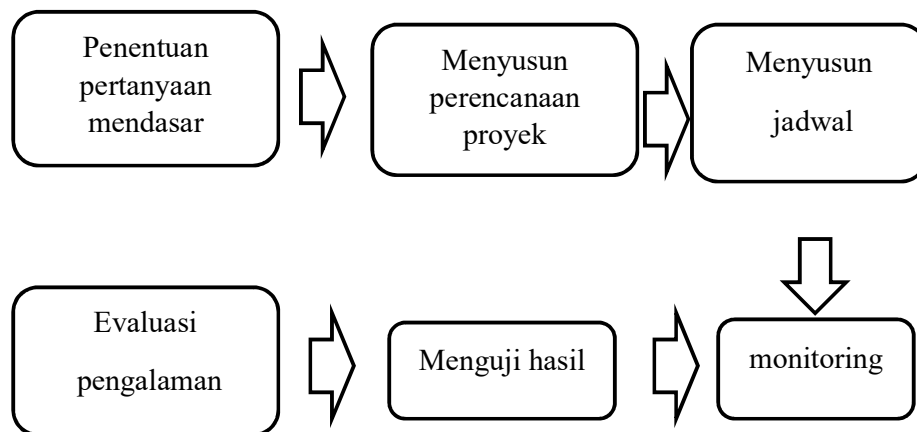 Penentuan
pertanyaan
mendasar
Menyusun
perencanaan
proyek
Menyusun
jadwal
Evaluasi
pengalaman
Menguji hasil
monitoring